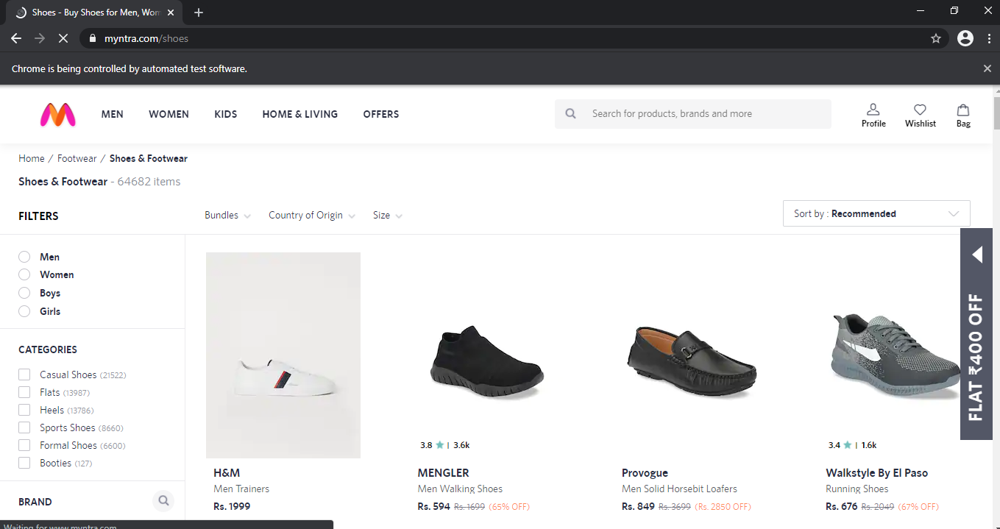 Shoes - Buy Shoes for Men, Wom
myntra.com/shoes
Chrome is being controlled by automated test software.
MEN WOMEN KIDS HOME & LIVING OFFERS
Search for products, brands and more
Profile Wishlist Bag
Home / Footwear / Shoes & Footwear
Shoes & Footwear - 64682 items
FILTERS
Bundles Country of Origin Size
Sort by : Recommended
Men
Women
Boys
Girls
CATEGORIES
Casual Shoes (21522)
Flats (13987)
Heels (13786)
Sports Shoes (8660)
Formal Shoes (6600)
Booties (127)
BRAND
H&M
Men Trainers
Rs. 1999
3.8 | 3.6k
MENGLER
Men Walking Shoes
Rs. 594 Rs. 1699 (65% OFF)
Provogue
Men Solid Horsebit Loafers
Rs. 849 Rs. 3699 (Rs. 2850 OFF)
3.4 | 1.6k
Walkstyle By El Paso
Running Shoes
Rs. 676 Rs. 2049 (67% OFF)
FLAT ₹400 OFF
Waiting for www.myntra.com